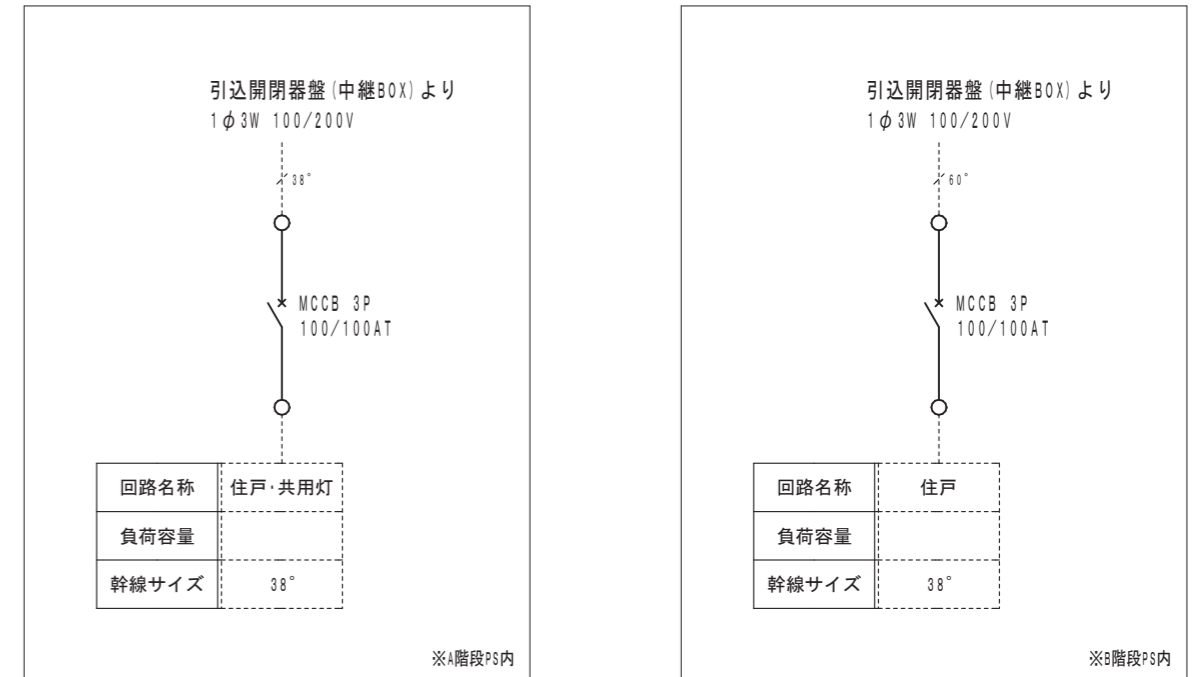 引込開閉器盤(中継BOX)より
1φ3W 100/200V
38°
MCCB 3P
100/100AT
回路名称 住戸・共用灯
負荷容量
幹線サイズ 38°
※A階段PS内
引込開閉器盤(中継BOX)より
1φ3W 100/200V
60°
MCCB 3P
100/100AT
回路名称 住戸
負荷容量
幹線サイズ 38°
※B階段PS内